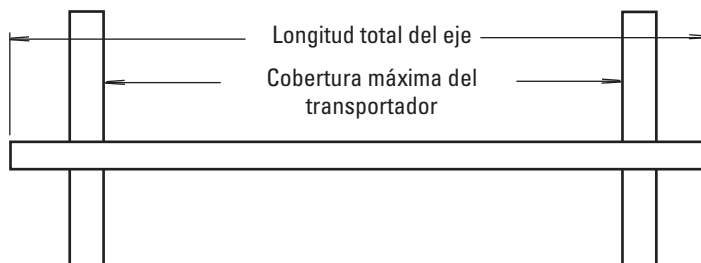 Longitud total del eje
Cobertura máxima del
transportador